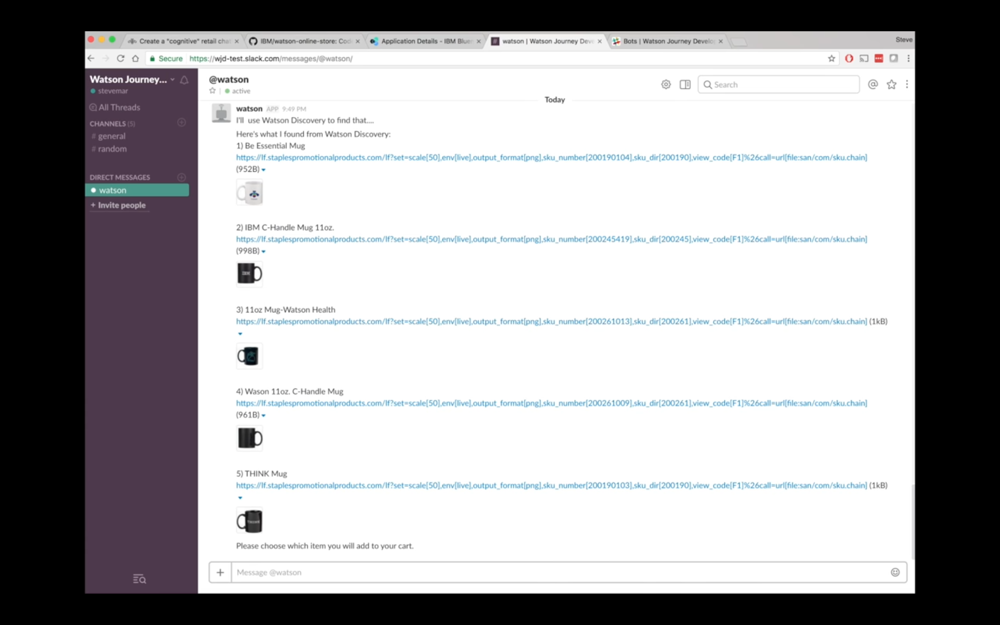 Create a "cognitive" retail chat
IBM/watson-online-store: Cod
Application Details - IBM Bluem
watson | Watson Journey Deve
Bots | Watson Journey Develop
Steve
Secure https://wjd-test.slack.com/messages/@watson/
Watson Journey...
stevemar
All Threads
CHANNELS (5)
# general
# random
DIRECT MESSAGES
watson
+ Invite people
@watson
active
Search
Today
watson APP 9:49 PM
I'll use Watson Discovery to find that....
Here's what I found from Watson Discovery:
1) Be Essential Mug
https://lf.staplespromotionalproducts.com/lf?set=scale[50],env[live],output_format[png],sku_number[200190104],sku_dir[200190],view_code[F1]%26call=url[file:san/com/sku.chain]
(952B)
2) IBM C-Handle Mug 11oz.
https://lf.staplespromotionalproducts.com/lf?set=scale[50],env[live],output_format[png],sku_number[200245419],sku_dir[200245],view_code[F1]%26call=url[file:san/com/sku.chain]
(998B)
IBM
3) 11oz Mug-Watson Health
https://lf.staplespromotionalproducts.com/lf?set=scale[50],env[live],output_format[png],sku_number[200261013],sku_dir[200261],view_code[F1]%26call=url[file:san/com/sku.chain] (1kB)
4) Wason 11oz. C-Handle Mug
https://lf.staplespromotionalproducts.com/lf?set=scale[50],env[live],output_format[png],sku_number[200261009],sku_dir[200261],view_code[F1]%26call=url[file:san/com/sku.chain]
(961B)
5) THINK Mug
https://lf.staplespromotionalproducts.com/lf?set=scale[50],env[live],output_format[png],sku_number[200190103],sku_dir[200190],view_code[F1]%26call=url[file:san/com/sku.chain] (1kB)
THINK
Please choose which item you will add to your cart.
Message @watson